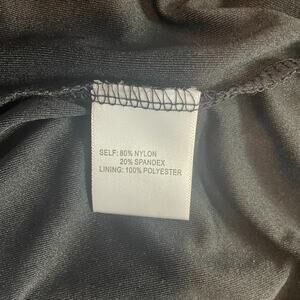 SELF: 80% NYLON
20% SPANDEX
LINING: 100% POLYESTER